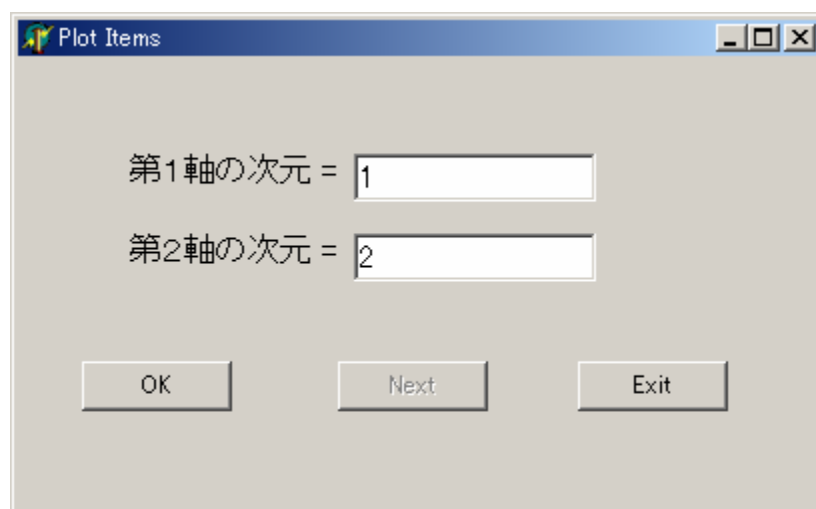 Plot Items
第1軸の次元 = 1
第2軸の次元 = 2
OK Next Exit